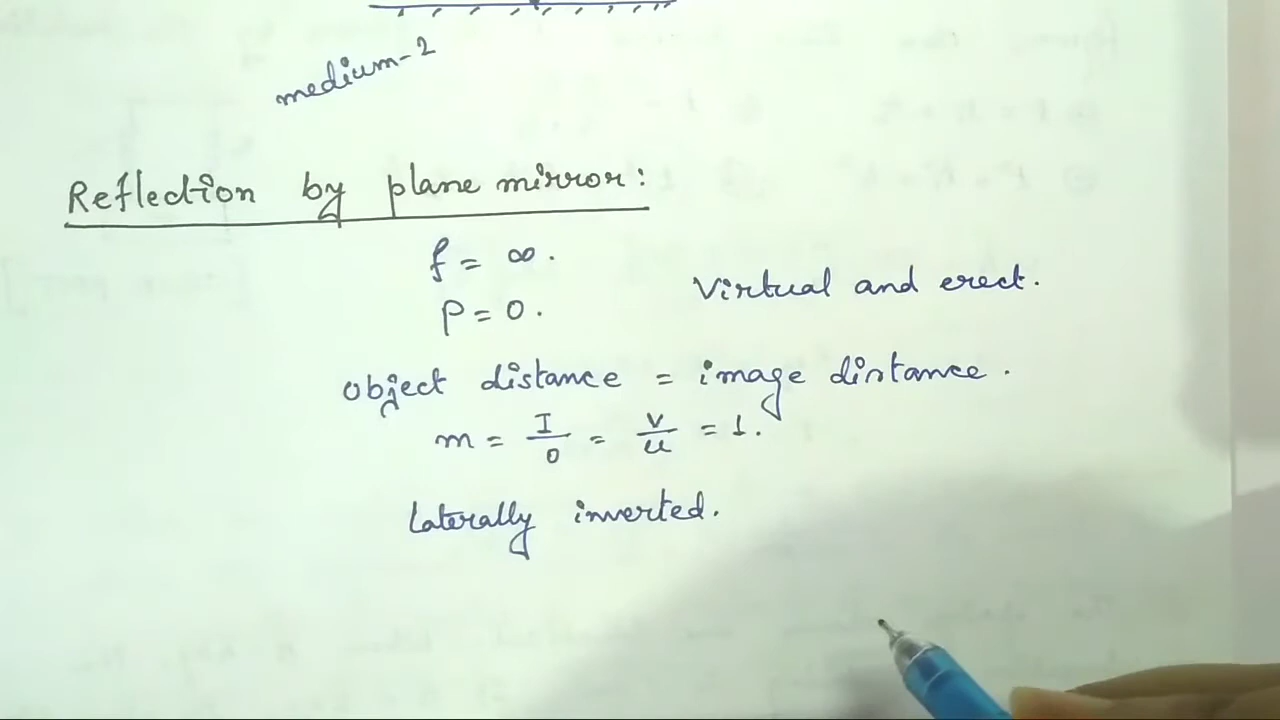 medium-2
Reflection by plane mirror:
f = ∞.
P = 0.
Virtual and erect.
object distance = image distance.
m = I/O = v/u = 1.
Laterally inverted.